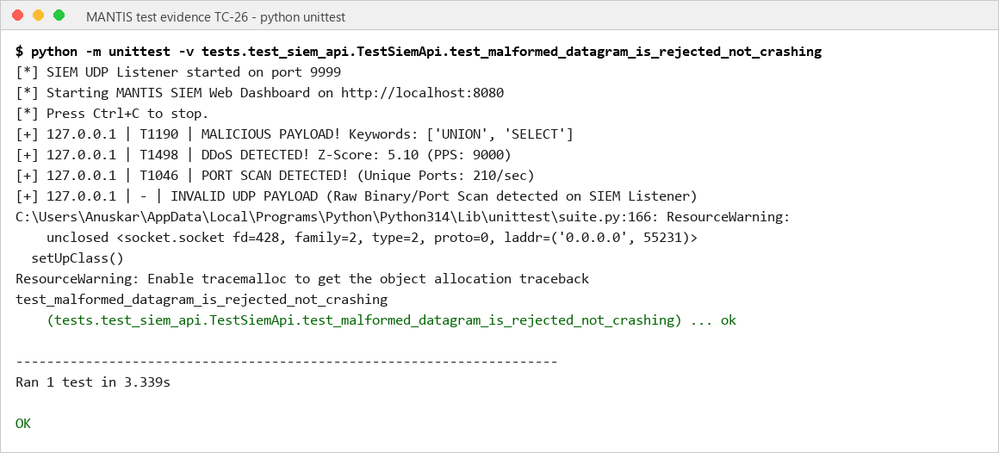 MANTIS test evidence TC-26 - python unittest
$ python -m unittest -v tests.test_siem_api.TestSiemApi.test_malformed_datagram_is_rejected_not_crashing
[*] SIEM UDP Listener started on port 9999
[*] Starting MANTIS SIEM Web Dashboard on http://localhost:8080
[*] Press Ctrl+C to stop.
[+] 127.0.0.1 | T1190 | MALICIOUS PAYLOAD! Keywords: ['UNION', 'SELECT']
[+] 127.0.0.1 | T1498 | DDoS DETECTED! Z-Score: 5.10 (PPS: 9000)
[+] 127.0.0.1 | T1046 | PORT SCAN DETECTED! (Unique Ports: 210/sec)
[+] 127.0.0.1 | - | INVALID UDP PAYLOAD (Raw Binary/Port Scan detected on SIEM Listener)
C:\Users\Anuskar\AppData\Local\Programs\Python\Python314\Lib\unittest\suite.py:166: ResourceWarning:
    unclosed <socket.socket fd=428, family=2, type=2, proto=0, laddr=('0.0.0.0', 55231)>
  setUpClass()
ResourceWarning: Enable tracemalloc to get the object allocation traceback
test_malformed_datagram_is_rejected_not_crashing
    (tests.test_siem_api.TestSiemApi.test_malformed_datagram_is_rejected_not_crashing) ... ok
----------------------------------------------------------------------
Ran 1 test in 3.339s
OK